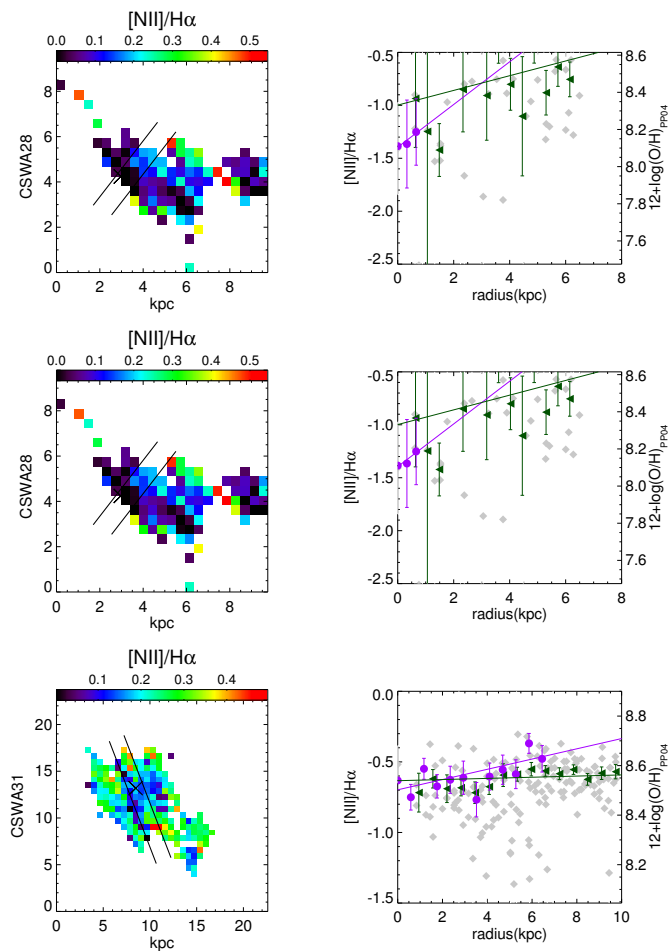 [NII]/Hα
0.0 0.1 0.2 0.3 0.4 0.5
CSWA28
8
6
4
2
0
0 2 4 6 8
kpc
[NII]/Hα
-0.5
-1.0
-1.5
-2.0
-2.5
0 2 4 6 8
radius(kpc)
8.6
8.4
8.2
8.0
7.8
7.6
12+log(O/H)PP04
[NII]/Hα
0.0 0.1 0.2 0.3 0.4 0.5
CSWA28
8
6
4
2
0
0 2 4 6 8
kpc
[NII]/Hα
-0.5
-1.0
-1.5
-2.0
-2.5
0 2 4 6 8
radius(kpc)
8.6
8.4
8.2
8.0
7.8
7.6
12+log(O/H)PP04
[NII]/Hα
0.1 0.2 0.3 0.4
CSWA31
20
15
10
5
0
0 5 10 15 20
kpc
[NII]/Hα
0.0
-0.5
-1.0
-1.5
0 2 4 6 8 10
radius(kpc)
8.8
8.6
8.4
8.2
12+log(O/H)PP04